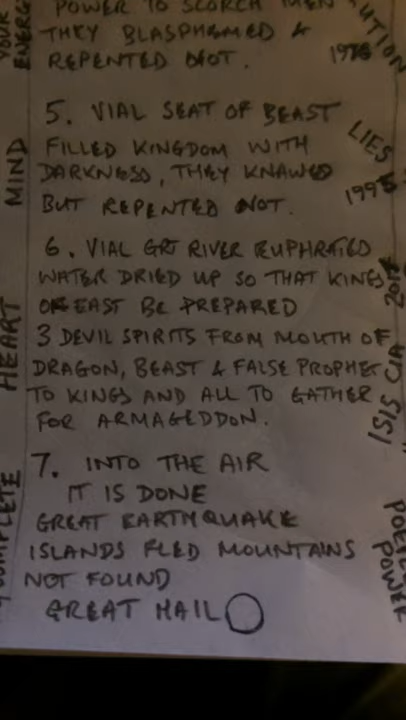 POWER TO SCORCH MEN
THEY BLASPHEMED &
REPENTED NOT.
5. VIAL SEAT OF BEAST
FILLED KINGDOM WITH
DARKNESS, THEY KNAWED
BUT REPENTED NOT.
6. VIAL GRT RIVER EUPHRATED
WATER DRIED UP SO THAT KINGS
OF EAST BE PREPARED
3 DEVIL SPIRITS FROM MOUTH OF
DRAGON, BEAST & FALSE PROPHET
TO KINGS AND ALL TO GATHER
FOR ARMAGEDDON.
7. INTO THE AIR
IT IS DONE
GREAT EARTHQUAKE
ISLANDS FLED MOUNTAINS
NOT FOUND
GREAT HAIL
YOUR
ENERGY
MIND
HEART
LIES
1995
ISIS CIA
POWER